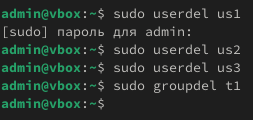 admin@vbox:~$ sudo userdel us1
[sudo] пароль для admin:
admin@vbox:~$ sudo userdel us2
admin@vbox:~$ sudo userdel us3
admin@vbox:~$ sudo groupdel t1
admin@vbox:~$